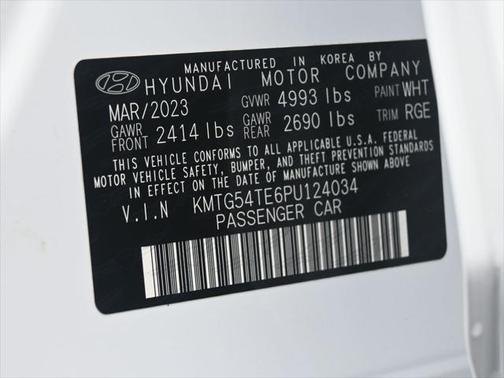 MANUFACTURED IN KOREA BY
HYUNDAI MOTOR COMPANY
MAR/2023 GVWR 4993 lbs PAINT WHT
GAWR FRONT 2414 lbs GAWR REAR 2690 lbs TRIM RGE
THIS VEHICLE CONFORMS TO ALL APPLICABLE U.S.A. FEDERAL
MOTOR VEHICLE SAFETY, BUMPER, AND THEFT PREVENTION STANDARDS
IN EFFECT ON THE DATE OF MANUFACTURE SHOWN ABOVE
V.I.N KMTG54TE6PU124034
PASSENGER CAR